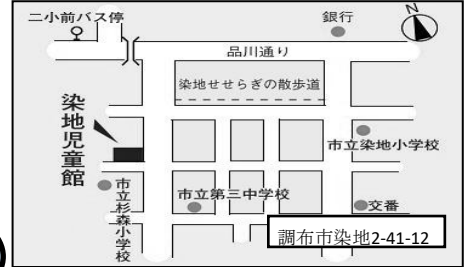 二小前バス停
銀行
N
品川通り
染地せせらぎの散歩道
染地児童館
市立染地小学校
市立杉森小学校
市立第三中学校
交番
調布市染地2-41-12